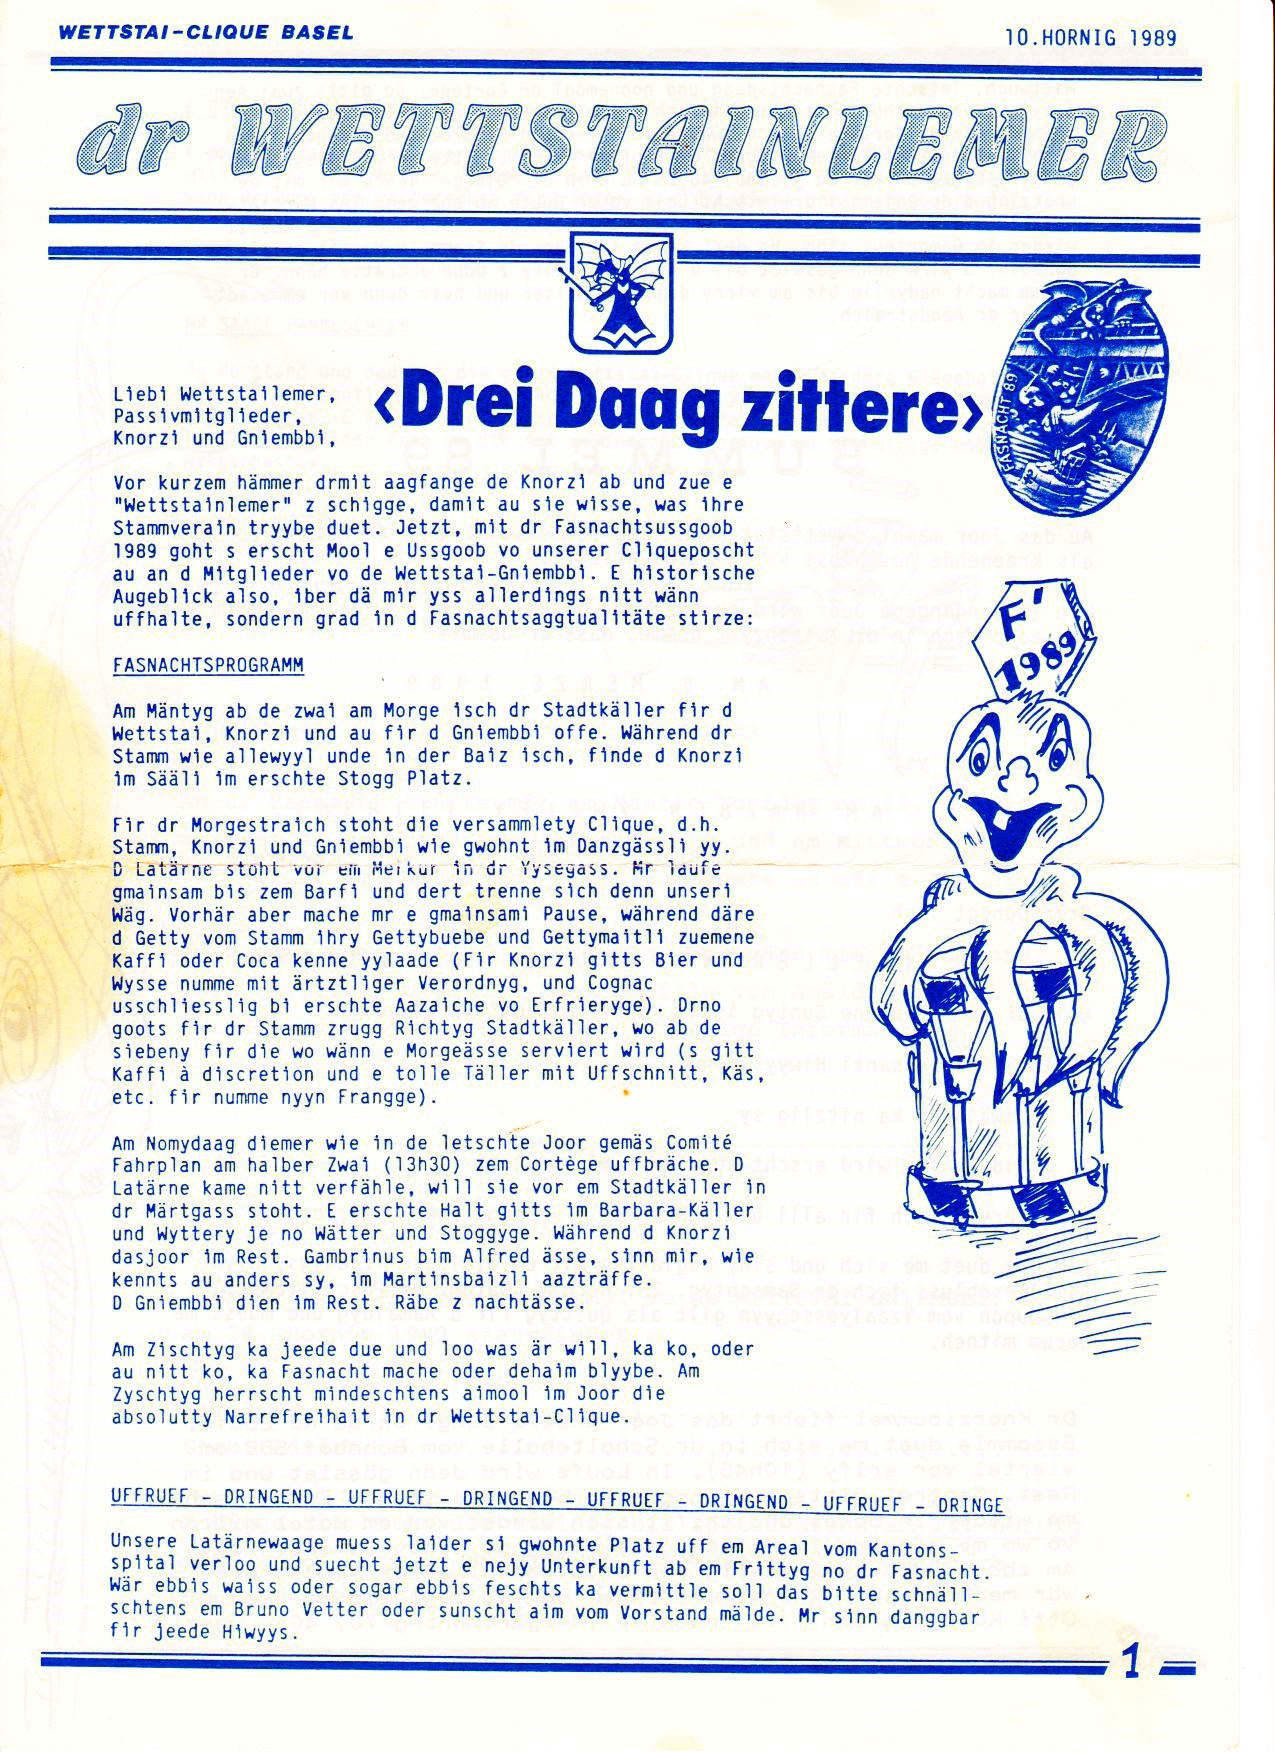 WETTSTAI-CLIQUE BASEL
10.HORNIG 1989
dr WETTSTAINLEMER
<Drei Daag zittere>
FASNACHT 89
Liebi Wettstailemer,
Passivmitglieder,
Knorzi und Gniembbi,
Vor kurzem hämmer drmit aagfange de Knorzi ab und zue e
"Wettstainlemer" z schigge, damit au sie wisse, was ihre
Stammverain tryybe duet. Jetzt, mit dr Fasnachtsussgoob
1989 goht s erscht Mool e Ussgoob vo unserer Cliqueposcht
au an d Mitglieder vo de Wettstai-Gniembbi. E historische
Augeblick also, iber dä mir yss allerdings nitt wänn
uffhalte, sondern grad in d Fasnachtsaggtualitäte stirze:
F' 1989
FASNACHTSPROGRAMM
Am Mäntyg ab de zwai am Morge isch dr Stadtkäller fir d
Wettstai, Knorzi und au fir d Gniembbi offe. Während dr
Stamm wie allewyyl unde in der Baiz isch, finde d Knorzi
im Sääli im erschte Stogg Platz.
Fir dr Morgestraich stoht die versammlety Clique, d.h.
Stamm, Knorzi und Gniembbi wie gwohnt im Danzgässli yy.
D Latärne stoht vor em Merkur in dr Yysegass. Mr laufe
gmainsam bis zem Barfi und dert trenne sich denn unseri
Wäg. Vorhär aber mache mr e gmainsami Pause, während däre
d Getty vom Stamm ihry Gettybuebe und Gettymaitli zuemene
Kaffi oder Coca kenne yylaade (Fir Knorzi gitts Bier und
Wysse numme mit ärtztliger Verordnyg, und Cognac
usschliesslig bi erschte Aazaiche vo Erfrieryge). Drno
goots fir dr Stamm zrugg Richtyg Stadtkäller, wo ab de
siebeny fir die wo wänn e Morgeässe serviert wird (s gitt
Kaffi à discretion und e tolle Täller mit Uffschnitt, Käs,
etc. fir numme nyyn Frangge).
Am Nomydaag diemer wie in de letschte Joor gemäs Comité
Fahrplan am halber Zwai (13h30) zem Cortège uffbräche. D
Latärne kame nitt verfähle, will sie vor em Stadtkäller in
dr Märtgass stoht. E erschte Halt gitts im Barbara-Käller
und Wyttery je no Wätter und Stoggyge. Während d Knorzi
dasjoor im Rest. Gambrinus bim Alfred ässe, sinn mir, wie
kennts au anders sy, im Martinsbaizli aazträffe.
D Gniembbi dien im Rest. Räbe z nachtässe.
Am Zischtyg ka jeede due und loo was är will, ka ko, oder
au nitt ko, ka Fasnacht mache oder dehaim blyybe. Am
Zyschtyg herrscht mindeschtens aimool im Joor die
absolutty Narrefreihait in dr Wettstai-Clique.
UFFRUEF - DRINGEND - UFFRUEF - DRINGEND - UFFRUEF - DRINGEND - UFFRUEF - DRINGE
Unsere Latärnewaage muess laider si gwohnte Platz uff em Areal vom Kantons-
spital verloo und suecht jetzt e nejy Unterkunft ab em Frittyg no dr Fasnacht.
Wär ebbis waiss oder sogar ebbis feschts ka vermittle soll das bitte schnäll-
schtens em Bruno Vetter oder sunscht aim vom Vorstand mälde. Mr sinn danggbar
fir jeede Hiwyys.
1